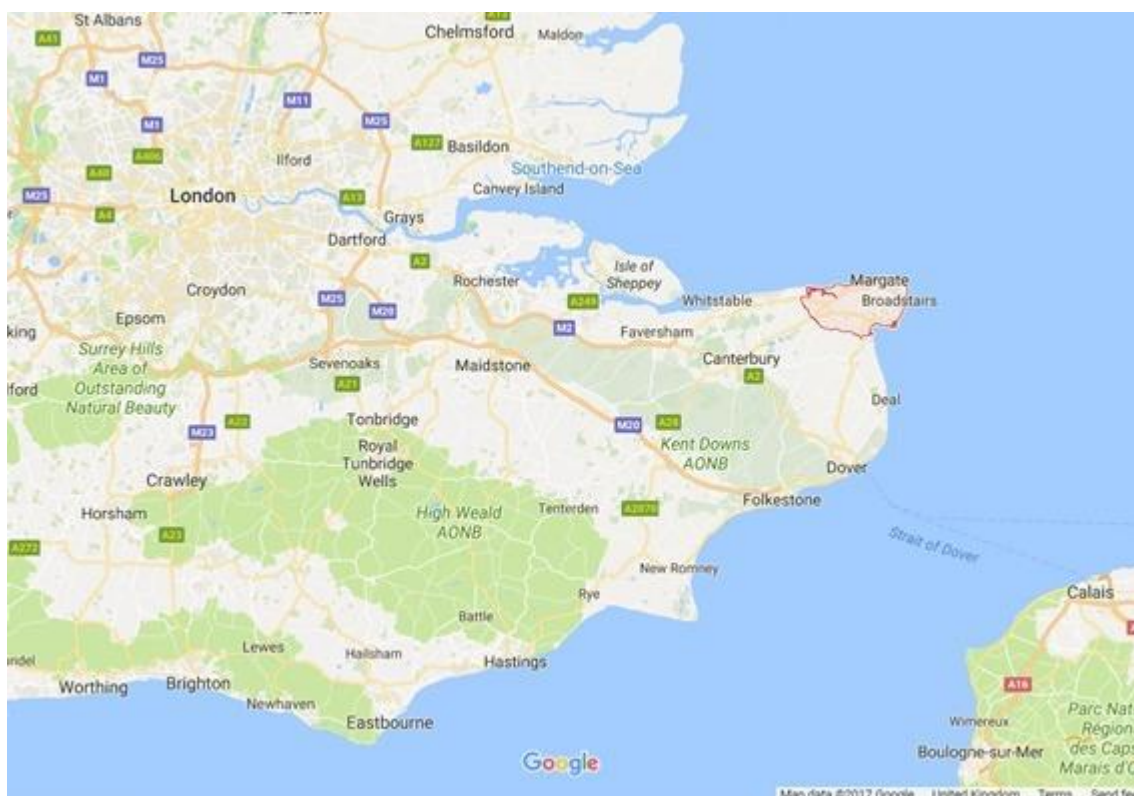 St Albans
A13
A41
M25
Chelmsford
Maldon
M1
M11
M25
M1
A127
Basildon
A406
Ilford
Southend-on-Sea
A40
M25
London
A13
Canvey Island
A4
Grays
Dartford
A2
Rochester
Isle of
Sheppey
Margate
Croydon
M25
M20
A249
Whitstable
Broadstairs
Epsom
M2
Faversham
king
Surrey Hills
Area of
Outstanding
Natural Beauty
Sevenoaks
Maidstone
Canterbury
A2
A21
Deal
Tonbridge
A22
M23
Royal
Tunbridge
Wells
M20
A28
Kent Downs
AONB
Crawley
Dover
Horsham
High Weald
AONB
Tenterden
A2070
Folkestone
A23
A272
Strait of Dover
New Romney
Rye
Calais
Battle
Lewes
Hailsham
Hastings
Worthing
Brighton
A16
Newhaven
Eastbourne
Parc Nat
Région
des Caps
Marais d'O
Wimereux
Boulogne-sur-Mer
Google
Map data ©2017 Google United Kingdom Terms Send fe